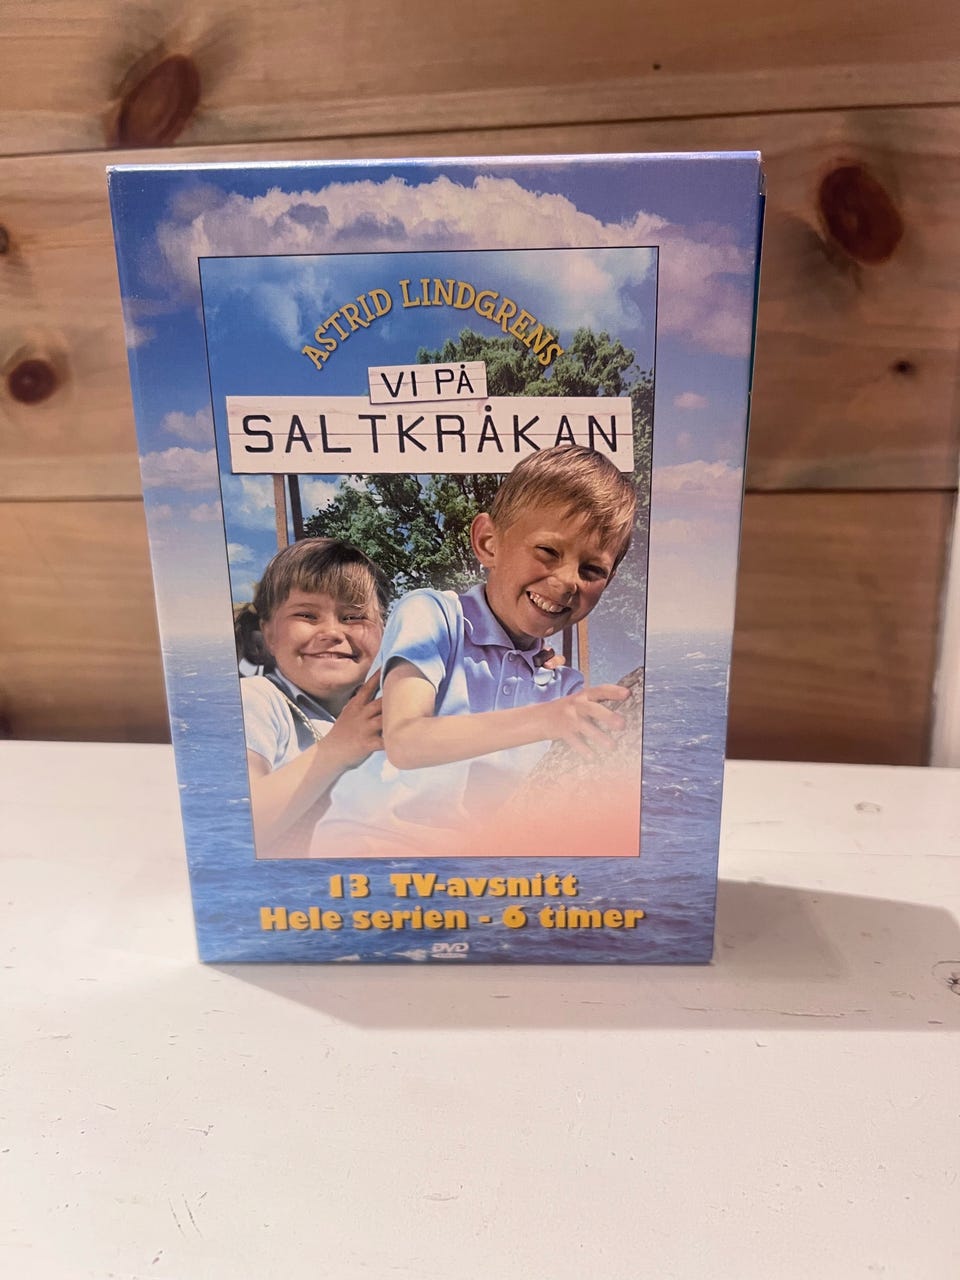 ASTRID LINDGRENS
VI PÅ
SALTKRÅKAN
13 TV-avsnitt
Hele serien - 6 timer
DVD